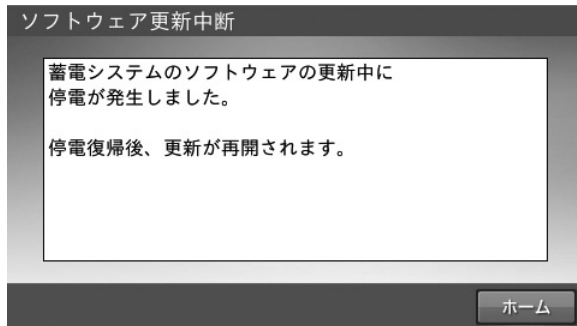 ソフトウェア更新中断
蓄電システムのソフトウェアの更新中に
停電が発生しました。
停電復帰後、更新が再開されます。
ホーム